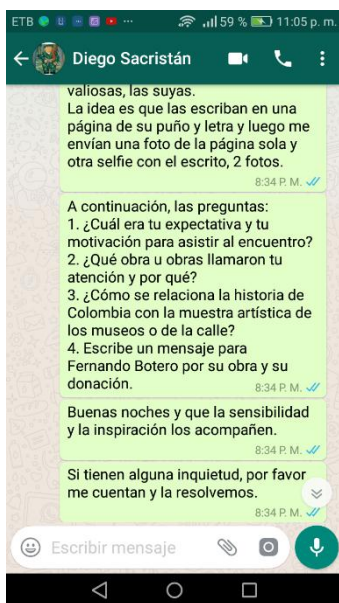 ETB 59 % 11:05 p. m.
Diego Sacristán
valiosas, las suyas.
La idea es que las escriban en una
página de su puño y letra y luego me
envían una foto de la página sola y
otra selfie con el escrito, 2 fotos.
8:34 P. M.
A continuación, las preguntas:
1. ¿Cuál era tu expectativa y tu
motivación para asistir al encuentro?
2. ¿Qué obra u obras llamaron tu
atención y por qué?
3. ¿Cómo se relaciona la historia de
Colombia con la muestra artística de
los museos o de la calle?
4. Escribe un mensaje para
Fernando Botero por su obra y su
donación.
8:34 P. M.
Buenas noches y que la sensibilidad
y la inspiración los acompañen.
8:34 P. M.
Si tienen alguna inquietud, por favor
me cuentan y la resolvemos.
8:34 P. M.
Escribir mensaje